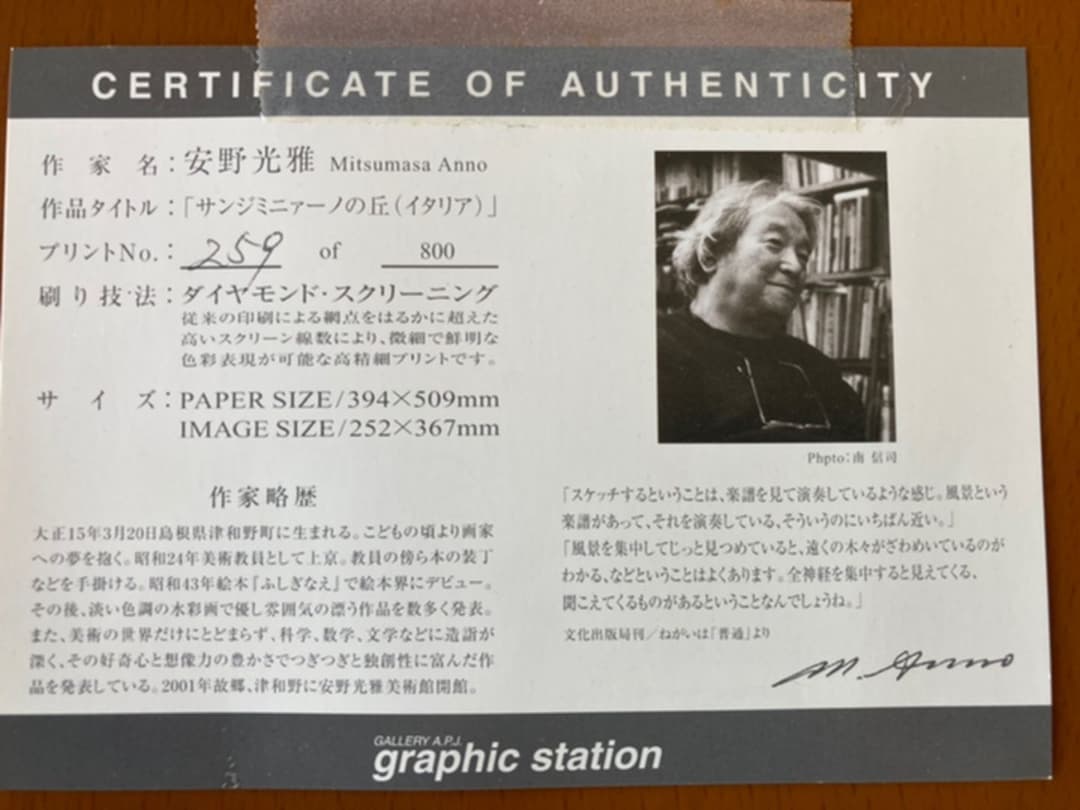 CERTIFICATE OF AUTHENTICITY
作家名：安野光雅 Mitsumasa Anno
作品タイトル：「サンジミニァーノの丘（イタリア）」
プリントNo.： 259 of 800
刷り技法：ダイヤモンド・スクリーニング
従来の印刷による網点をはるかに超えた
高いスクリーン線数により、微細で鮮明な
色彩表現が可能な高精細プリントです。
サイズ：PAPER SIZE/394×509mm
IMAGE SIZE/252×367mm
作家略歴
大正15年3月20日島根県津和野町に生まれる。こどもの頃より画家
への夢を抱く。昭和24年美術教員として上京。教員の傍ら本の装丁
などを手掛ける。昭和43年絵本『ふしぎなえ』で絵本界にデビュー。
その後、淡い色調の水彩画で優し雰囲気の漂う作品を数多く発表。
また、美術の世界だけにとどまらず、科学、数学、文学などに造詣が
深く、その好奇心と想像力の豊かさでつぎつぎと独創性に富んだ作
品を発表している。2001年故郷、津和野に安野光雅美術館開館。
Phpto：南 信司
「スケッチするということは、楽譜を見て演奏しているような感じ。風景という
楽譜があって、それを演奏している、そういうのにいちばん近い。」
「風景を集中してじっと見つめていると、遠くの木々がざわめいているのが
わかる、などということはよくあります。全神経を集中すると見えてくる、
聞こえてくるものがあるということなんでしょうね。」
文化出版局刊／ねがいは「普通」より
M. Anno
GALLERY A.P.J.
graphic station